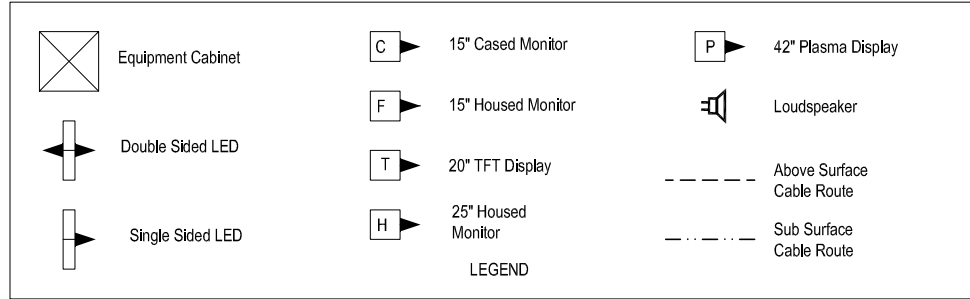 Equipment Cabinet
Double Sided LED
Single Sided LED
C 15" Cased Monitor
F 15" Housed Monitor
T 20" TFT Display
H 25" Housed
Monitor
P 42" Plasma Display
Loudspeaker
Above Surface
Cable Route
Sub Surface
Cable Route
LEGEND